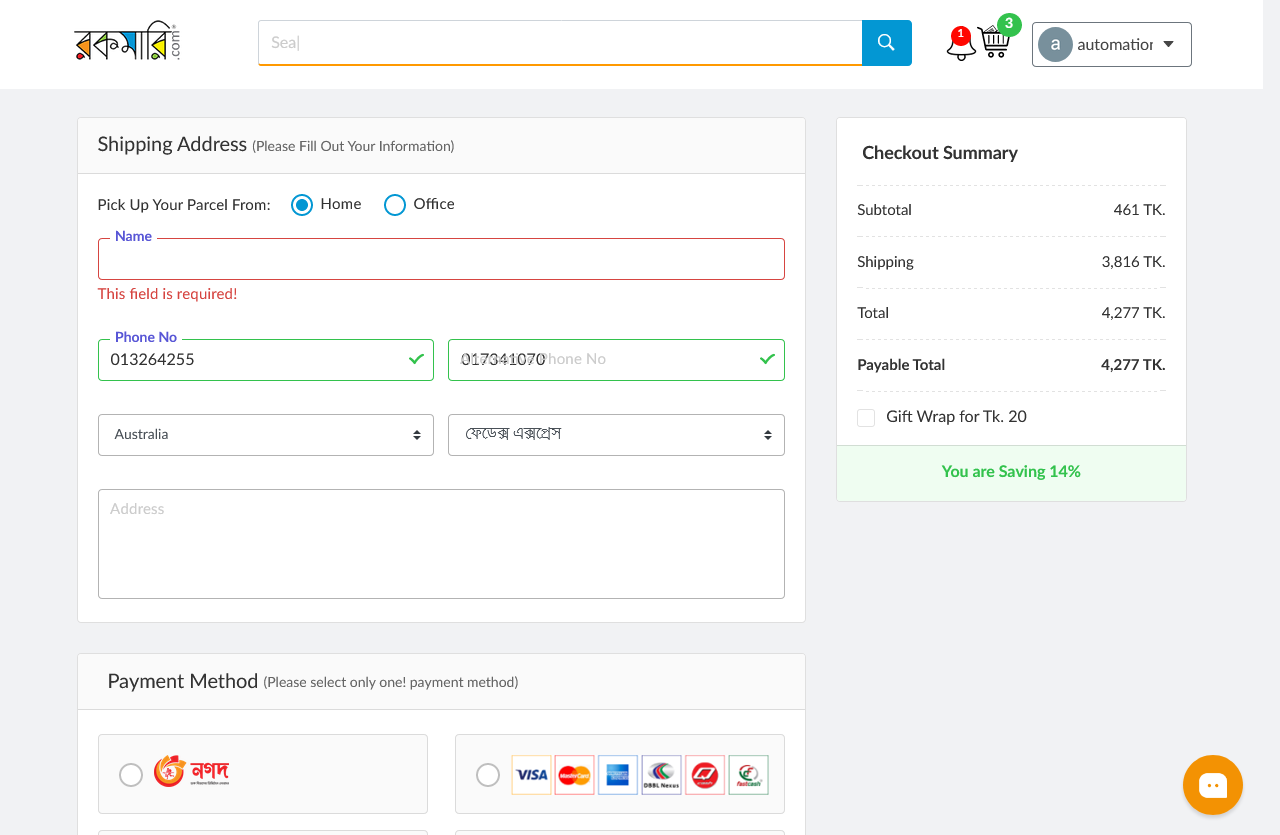 রকমারি.com
Sea
1
3
a automation
Shipping Address (Please Fill Out Your Information)
Pick Up Your Parcel From: Home Office
Name
This field is required!
Phone No
013264255
017341070 Alternative Phone No
Australia
ফেডেক্স এক্সপ্রেস
Address
Payment Method (Please select only one! payment method)
নগদ
VISA MasterCard DBBL Nexus fastcash
Checkout Summary
Subtotal 461 TK.
Shipping 3,816 TK.
Total 4,277 TK.
Payable Total 4,277 TK.
Gift Wrap for Tk. 20
You are Saving 14%